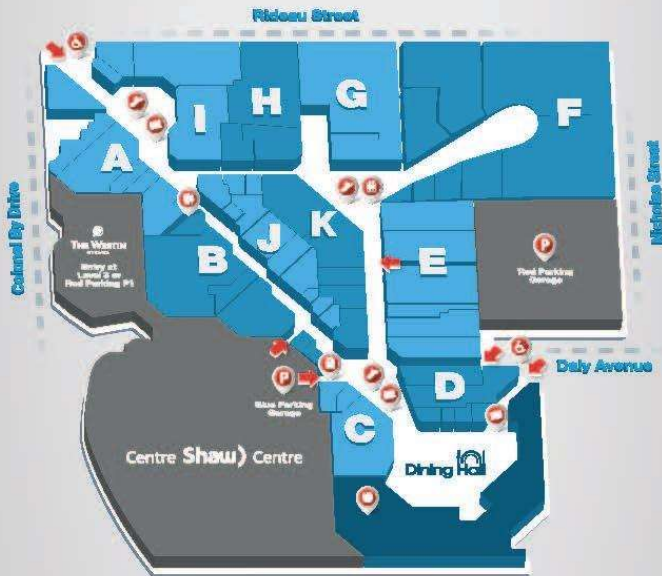 Rideau Street
I
H
G
F
A
K
J
B
E
Colonel By Drive
Nicholas Street
THE WESTIN
Entry at
Level 3 or
Red Parking P1
P
Red Parking
Garage
Daly Avenue
D
P
Blue Parking
Garage
C
Centre Shaw) Centre
Dining Hall